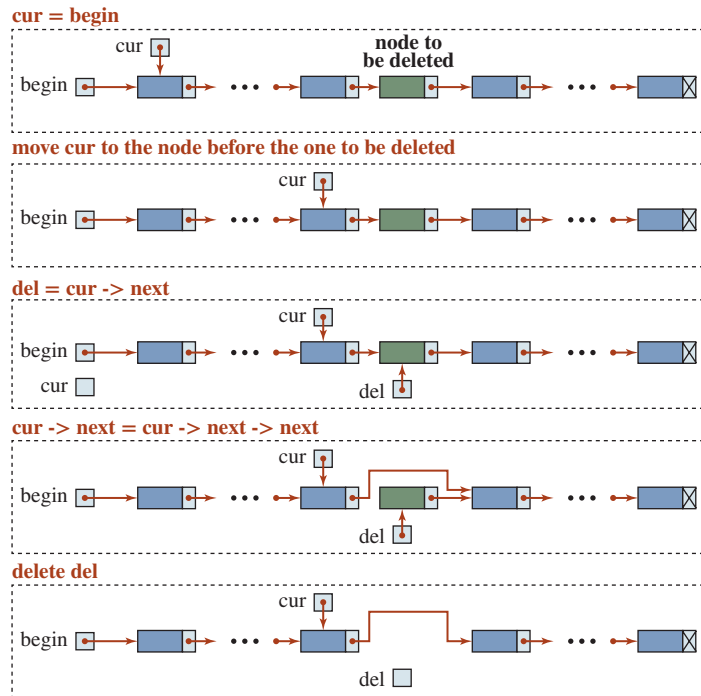 cur = begin
cur
node to
be deleted
begin
move cur to the node before the one to be deleted
cur
begin
del = cur -> next
cur
begin
cur
del
cur -> next = cur -> next -> next
cur
begin
del
delete del
cur
begin
del